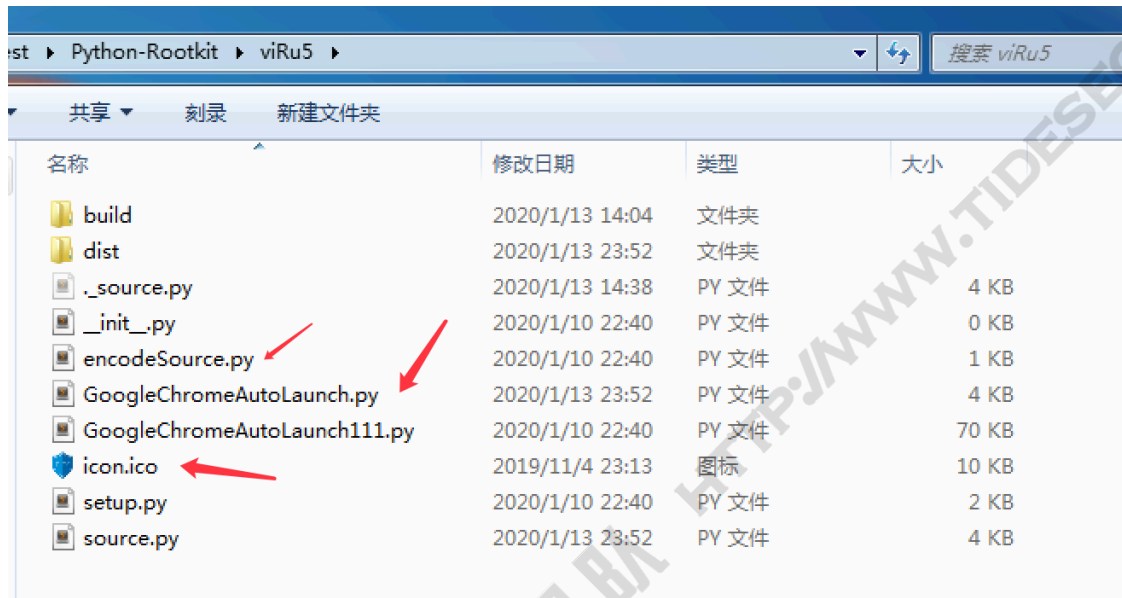 est ▸ Python-Rootkit ▸ viRu5 ▸ 搜索 viRu5
共享 刻录 新建文件夹
名称 修改日期 类型 大小
build 2020/1/13 14:04 文件夹
dist 2020/1/13 23:52 文件夹
._source.py 2020/1/13 14:38 PY 文件 4 KB
__init__.py 2020/1/10 22:40 PY 文件 0 KB
encodeSource.py 2020/1/10 22:40 PY 文件 1 KB
GoogleChromeAutoLaunch.py 2020/1/13 23:52 PY 文件 4 KB
GoogleChromeAutoLaunch111.py 2020/1/10 22:40 PY 文件 70 KB
icon.ico 2019/11/4 23:13 图标 10 KB
setup.py 2020/1/10 22:40 PY 文件 2 KB
source.py 2020/1/13 23:52 PY 文件 4 KB
HTTP://WWW.TIDESEC